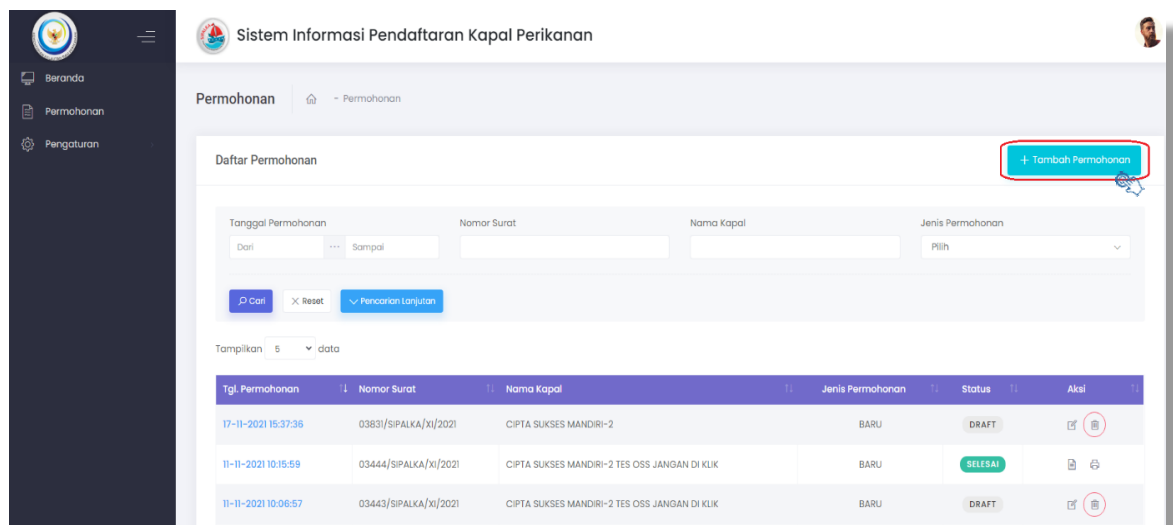 Sistem Informasi Pendaftaran Kapal Perikanan
Beranda
Permohonan
Pengaturan
Permohonan - Permohonan
Daftar Permohonan
+ Tambah Permohonan
Tanggal Permohonan Nomor Surat Nama Kapal Jenis Permohonan
Dari ... Sampai Pilih
Cari × Reset Pencarian Lanjutan
Tampilkan 5 data
Tgl. Permohonan Nomor Surat Nama Kapal Jenis Permohonan Status Aksi
17-11-2021 15:37:36 03831/SIPALKA/XI/2021 CIPTA SUKSES MANDIRI-2 BARU DRAFT
11-11-2021 10:15:59 03444/SIPALKA/XI/2021 CIPTA SUKSES MANDIRI-2 TES OSS JANGAN DI KLIK BARU SELESAI
11-11-2021 10:06:57 03443/SIPALKA/XI/2021 CIPTA SUKSES MANDIRI-2 TES OSS JANGAN DI KLIK BARU DRAFT